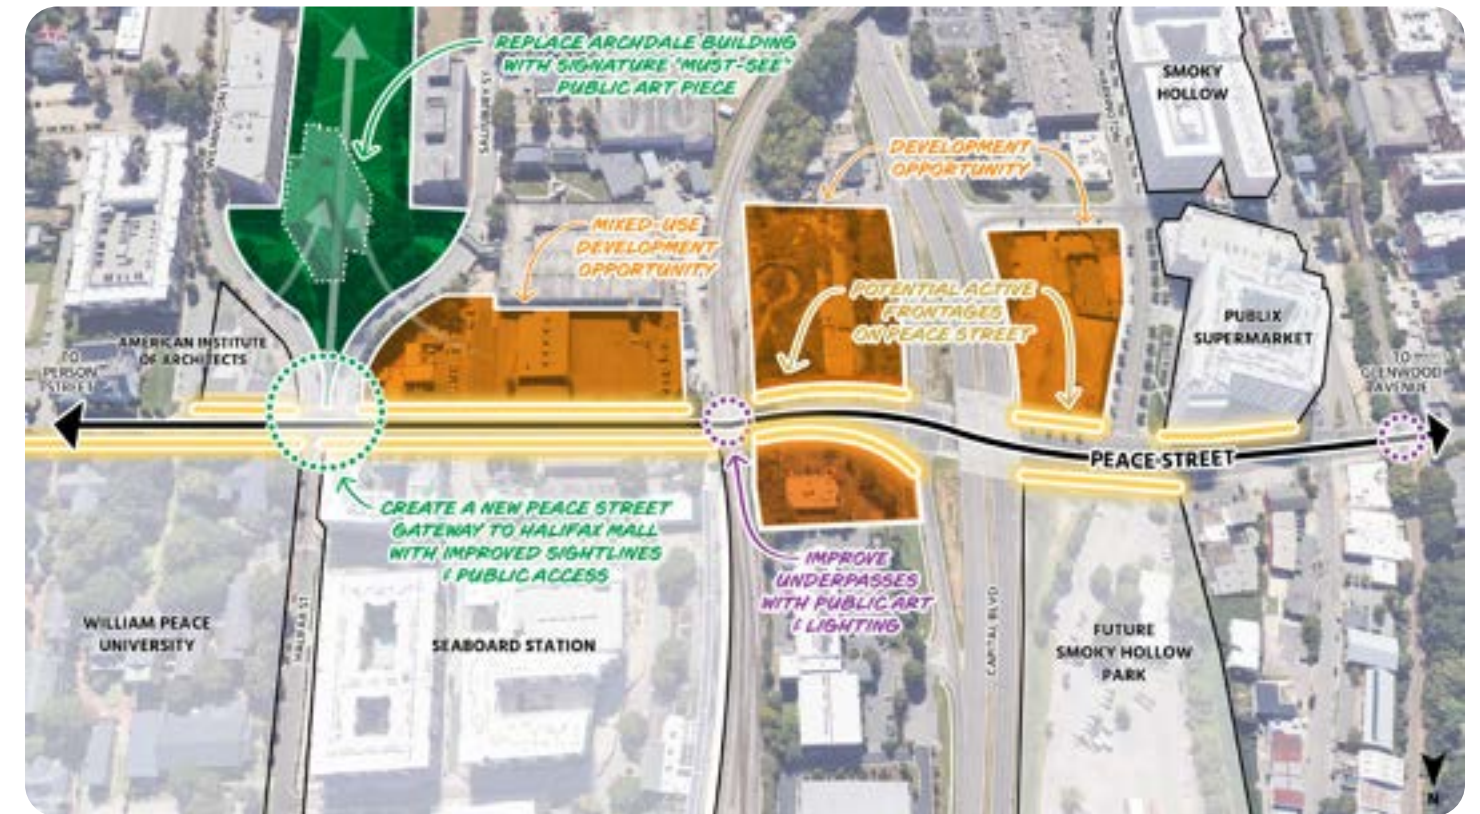 REPLACE ARCHDALE BUILDING
WITH SIGNATURE "MUST-SEE"
PUBLIC ART PIECE
SMOKY
HOLLOW
WILMINGTON ST
SALISBURY ST
DEVELOPMENT
OPPORTUNITY
MIXED-USE
DEVELOPMENT
OPPORTUNITY
POTENTIAL ACTIVE
FRONTAGES
ON PEACE STREET
PUBLIX
SUPERMARKET
AMERICAN INSTITUTE
OF ARCHITECTS
TO
PERSON
STREET
TO
GLENWOOD
AVENUE
PEACE STREET
CREATE A NEW PEACE STREET
GATEWAY TO HALIFAX MALL
WITH IMPROVED SIGHTLINES
& PUBLIC ACCESS
IMPROVE
UNDERPASSES
WITH PUBLIC ART
& LIGHTING
WILLIAM PEACE
UNIVERSITY
HALIFAX ST
SEABOARD STATION
CAPITAL BLVD
FUTURE
SMOKY HOLLOW
PARK
N